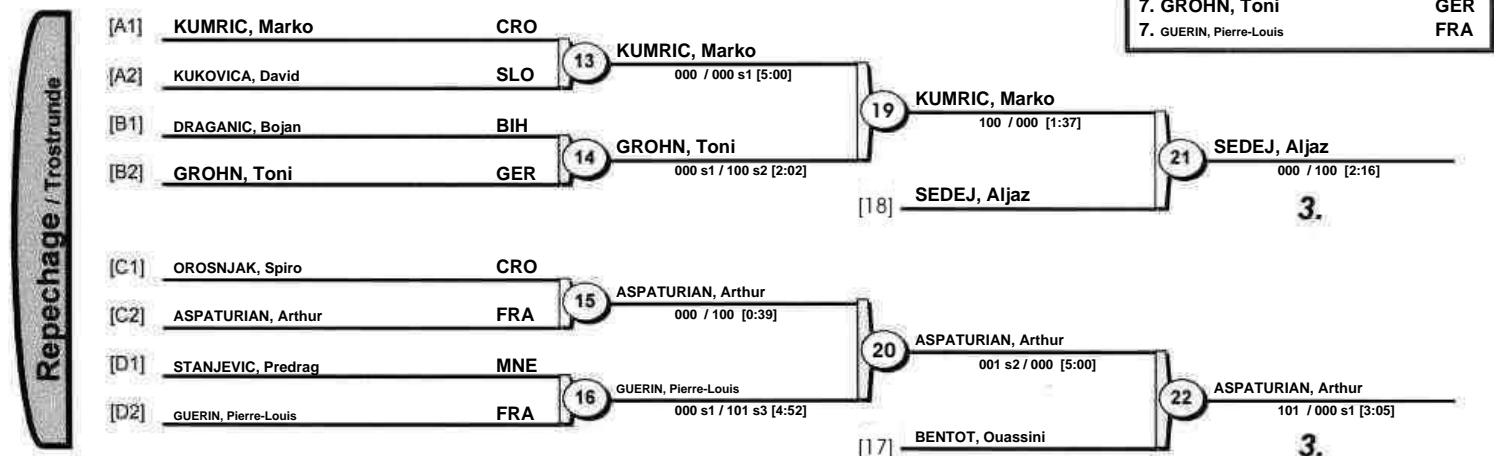 7. GROHN, Toni GER
7. GUERIN, Pierre-Louis FRA
Repechage / Trostrunde
[A1] KUMRIC, Marko CRO
13 KUMRIC, Marko
000 / 000 s1 [5:00]
[A2] KUKOVICA, David SLO
19 KUMRIC, Marko
100 / 000 [1:37]
[B1] DRAGANIC, Bojan BIH
14 GROHN, Toni
000 s1 / 100 s2 [2:02]
[B2] GROHN, Toni GER
21 SEDEJ, Aljaz
000 / 100 [2:16]
[18] SEDEJ, Aljaz
3.
[C1] OROSNJAK, Spiro CRO
15 ASPATURIAN, Arthur
000 / 100 [0:39]
[C2] ASPATURIAN, Arthur FRA
20 ASPATURIAN, Arthur
001 s2 / 000 [5:00]
[D1] STANJEVIC, Predrag MNE
16 GUERIN, Pierre-Louis
000 s1 / 101 s3 [4:52]
[D2] GUERIN, Pierre-Louis FRA
22 ASPATURIAN, Arthur
101 / 000 s1 [3:05]
[17] BENTOT, Ouassini
3.